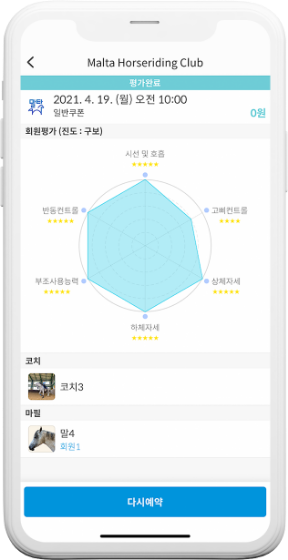 Malta Horseriding Club
평가완료
말탁
2021. 4. 19. (월) 오전 10:00
일반쿠폰
0원
회원평가 (진도 : 구보)
시선 및 호흡
★★★★★
반동컨트롤
★★★★★
고삐컨트롤
★★★★
부조사용능력
★★★★★
상체자세
★★★★★
하체자세
★★★★★
코치
코치3
마필
말4
회원1
다시예약